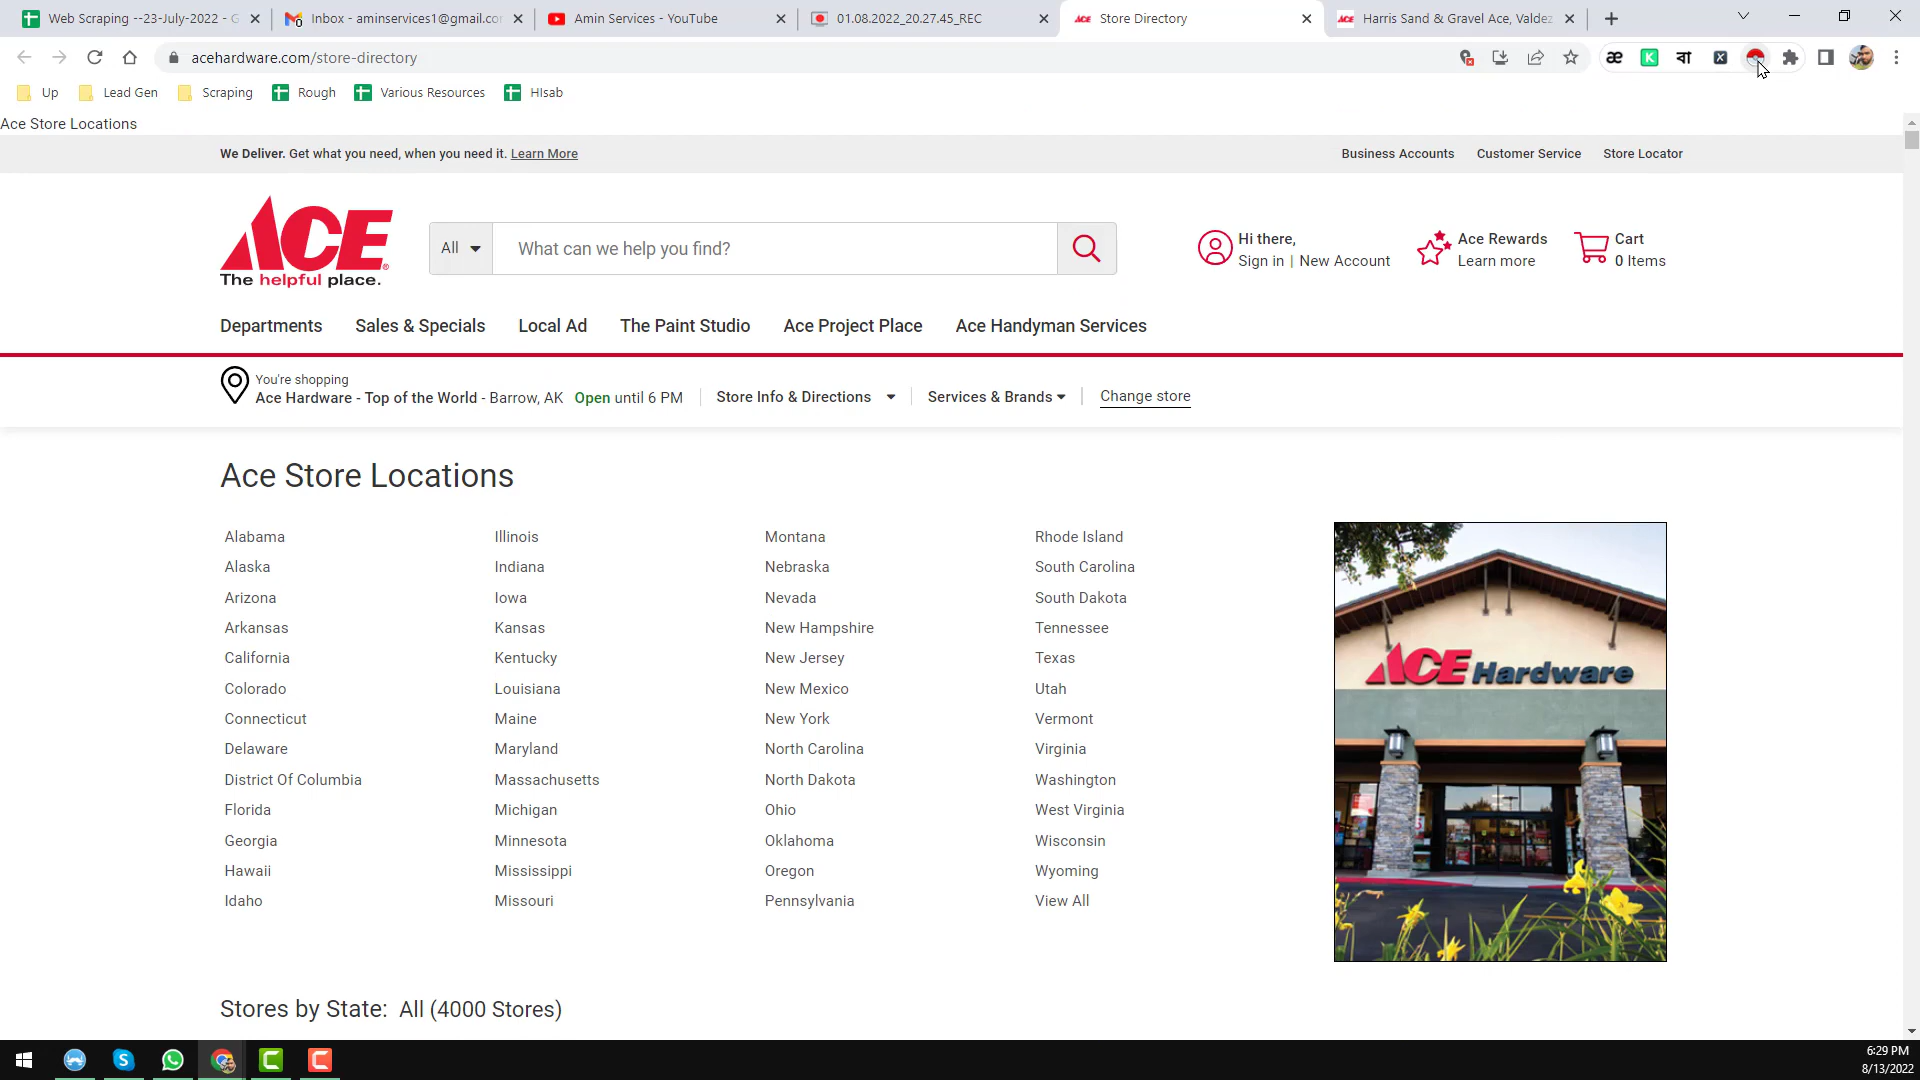 Web Scraping --23-July-2022 - G
Inbox - aminservices1@gmail.co
Amin Services - YouTube
01.08.2022_20.27.45_REC
Store Directory
Harris Sand & Gravel Ace, Valdez
acehardware.com/store-directory
Up
Lead Gen
Scraping
Rough
Various Resources
HIsab
Ace Store Locations
We Deliver. Get what you need, when you need it. Learn More
Business Accounts Customer Service Store Locator
ACE
The helpful place.
All
What can we help you find?
Hi there,
Sign in | New Account
Ace Rewards
Learn more
Cart
0 Items
Departments Sales & Specials Local Ad The Paint Studio Ace Project Place Ace Handyman Services
You're shopping
Ace Hardware - Top of the World - Barrow, AK Open until 6 PM
Store Info & Directions
Services & Brands
Change store
Ace Store Locations
Alabama
Alaska
Arizona
Arkansas
California
Colorado
Connecticut
Delaware
District Of Columbia
Florida
Georgia
Hawaii
Idaho
Illinois
Indiana
Iowa
Kansas
Kentucky
Louisiana
Maine
Maryland
Massachusetts
Michigan
Minnesota
Mississippi
Missouri
Montana
Nebraska
Nevada
New Hampshire
New Jersey
New Mexico
New York
North Carolina
North Dakota
Ohio
Oklahoma
Oregon
Pennsylvania
Rhode Island
South Carolina
South Dakota
Tennessee
Texas
Utah
Vermont
Virginia
Washington
West Virginia
Wisconsin
Wyoming
View All
ACE Hardware
Stores by State: All (4000 Stores)
6:29 PM
8/13/2022